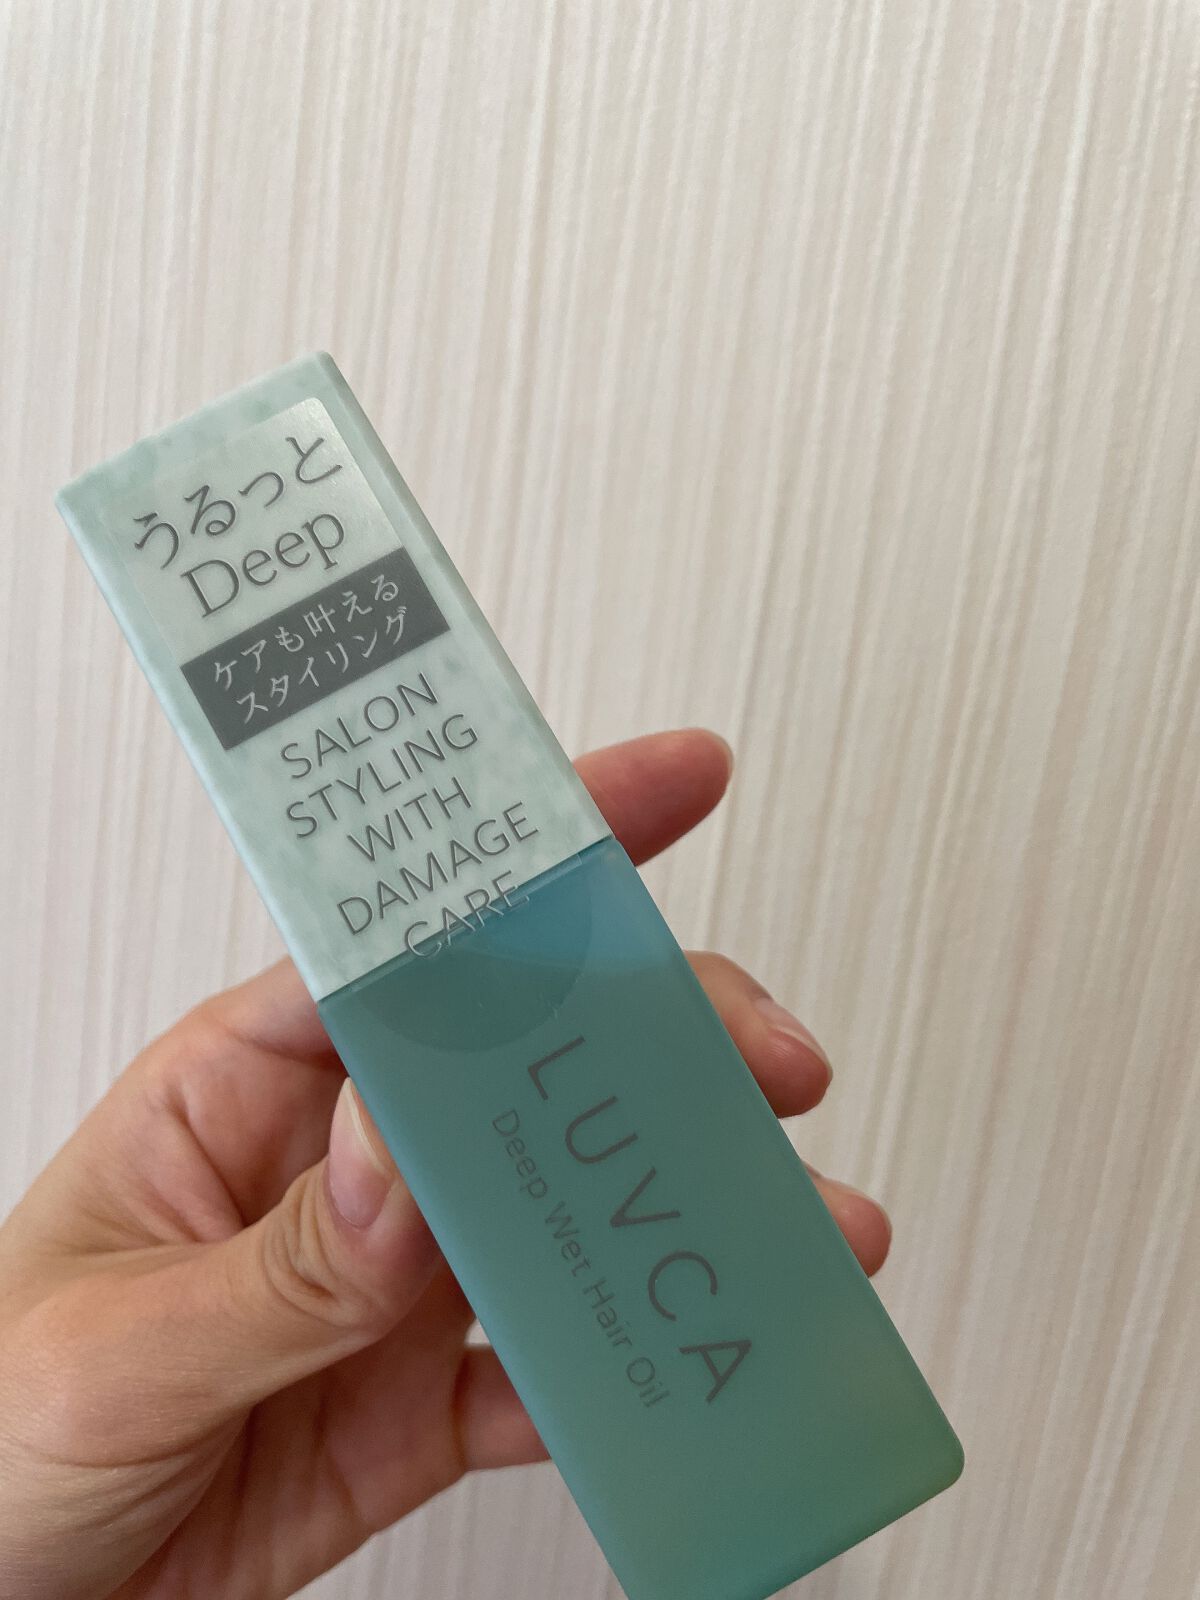 うるっと
Deep
ケアも叶える
スタイリング
SALON
STYLING
WITH
DAMAGE
CARE
LUVCA
Deep Wet Hair Oil